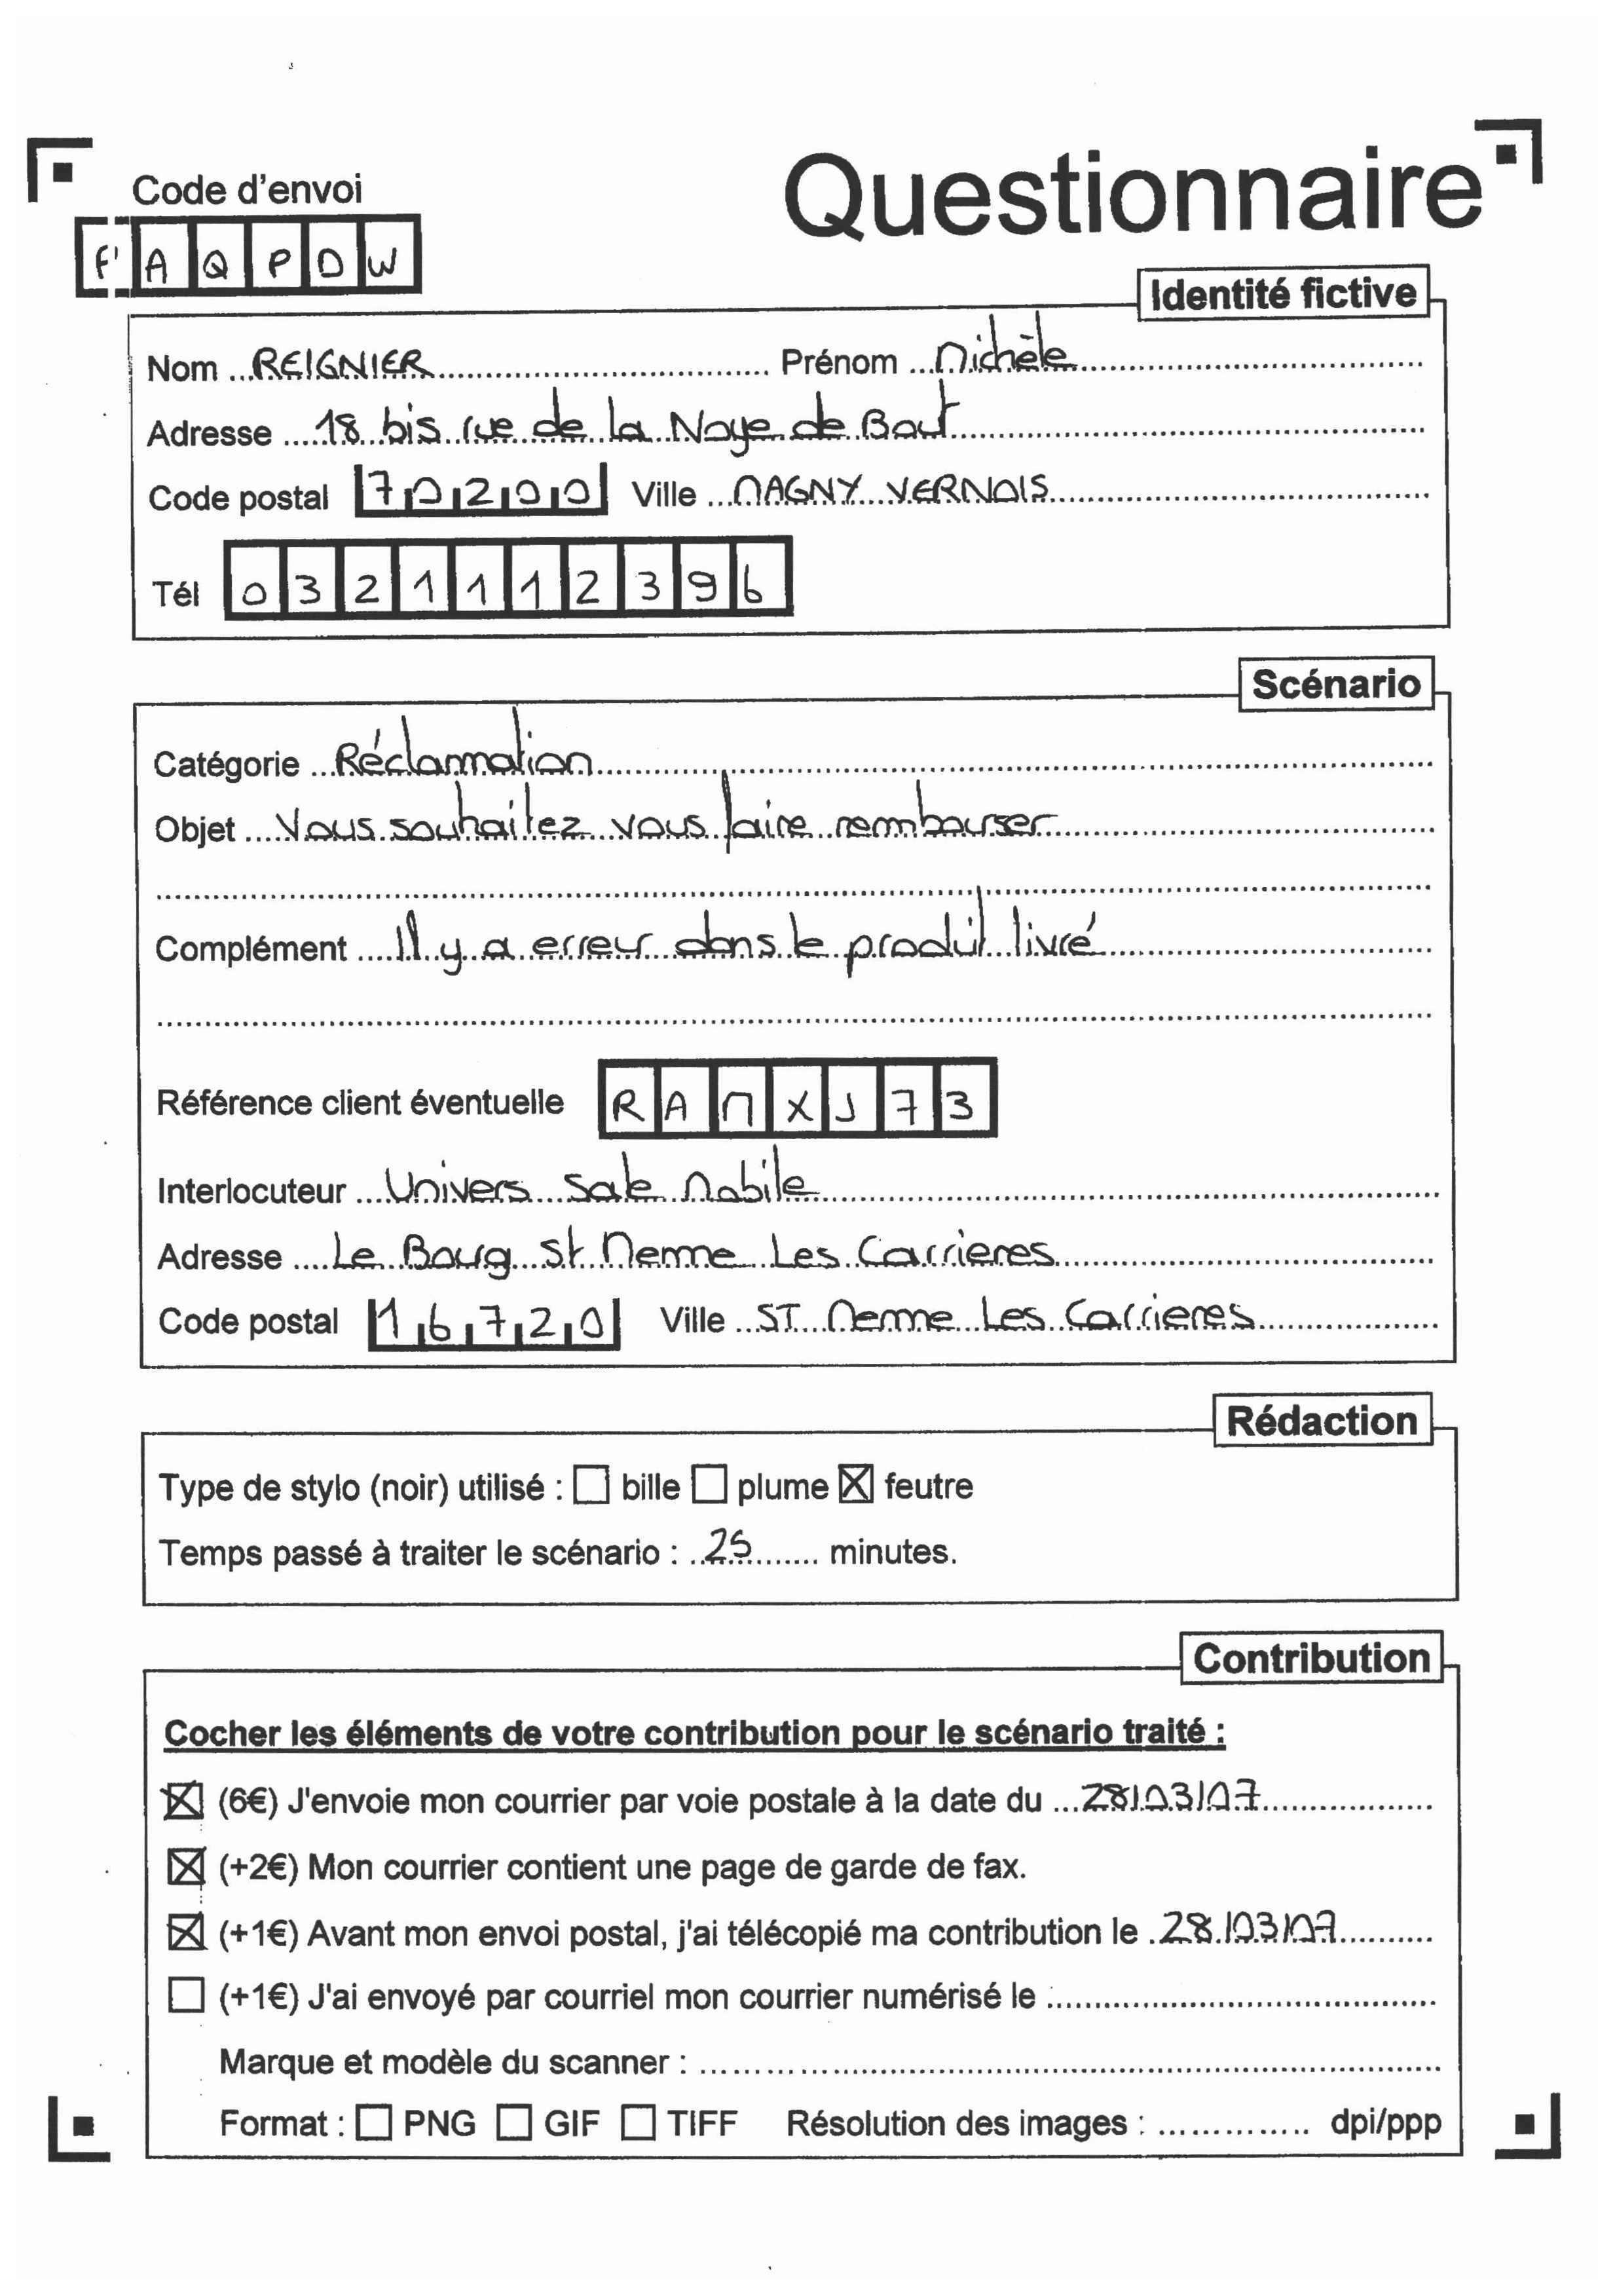 Questionnaire
Code d'envoi
F A Q P D W
Identité fictive
Nom ...REIGNIER........ Prénom ...Michèle........
Adresse ....18 bis rue de la Noye de Bout........
Code postal 70200 Ville ...MAGNY VERNOIS........
Tél 0321112396
Scénario
Catégorie ...Réclammation........
Objet ...Vous souhaitez vous faire rembourser........
Complément ....Il y a erreur dans le produit livré........
Référence client éventuelle RAMXJ73
Interlocuteur ...Univers Sale Mobile........
Adresse ....Le Bourg St Memme Les Carrieres........
Code postal 16720 Ville ...ST Memme Les Carrieres........
Rédaction
Type de stylo (noir) utilisé : ☐ bille ☐ plume ☒ feutre
Temps passé à traiter le scénario : ..25........ minutes.
Contribution
Cocher les éléments de votre contribution pour le scénario traité :
☒ (6€) J'envoie mon courrier par voie postale à la date du ...28/03/07........
☒ (+2€) Mon courrier contient une page de garde de fax.
☒ (+1€) Avant mon envoi postal, j'ai télécopié ma contribution le .28/03/07........
☐ (+1€) J'ai envoyé par courriel mon courrier numérisé le ........
Marque et modèle du scanner : ........
Format : ☐ PNG ☐ GIF ☐ TIFF Résolution des images : ........ dpi/ppp